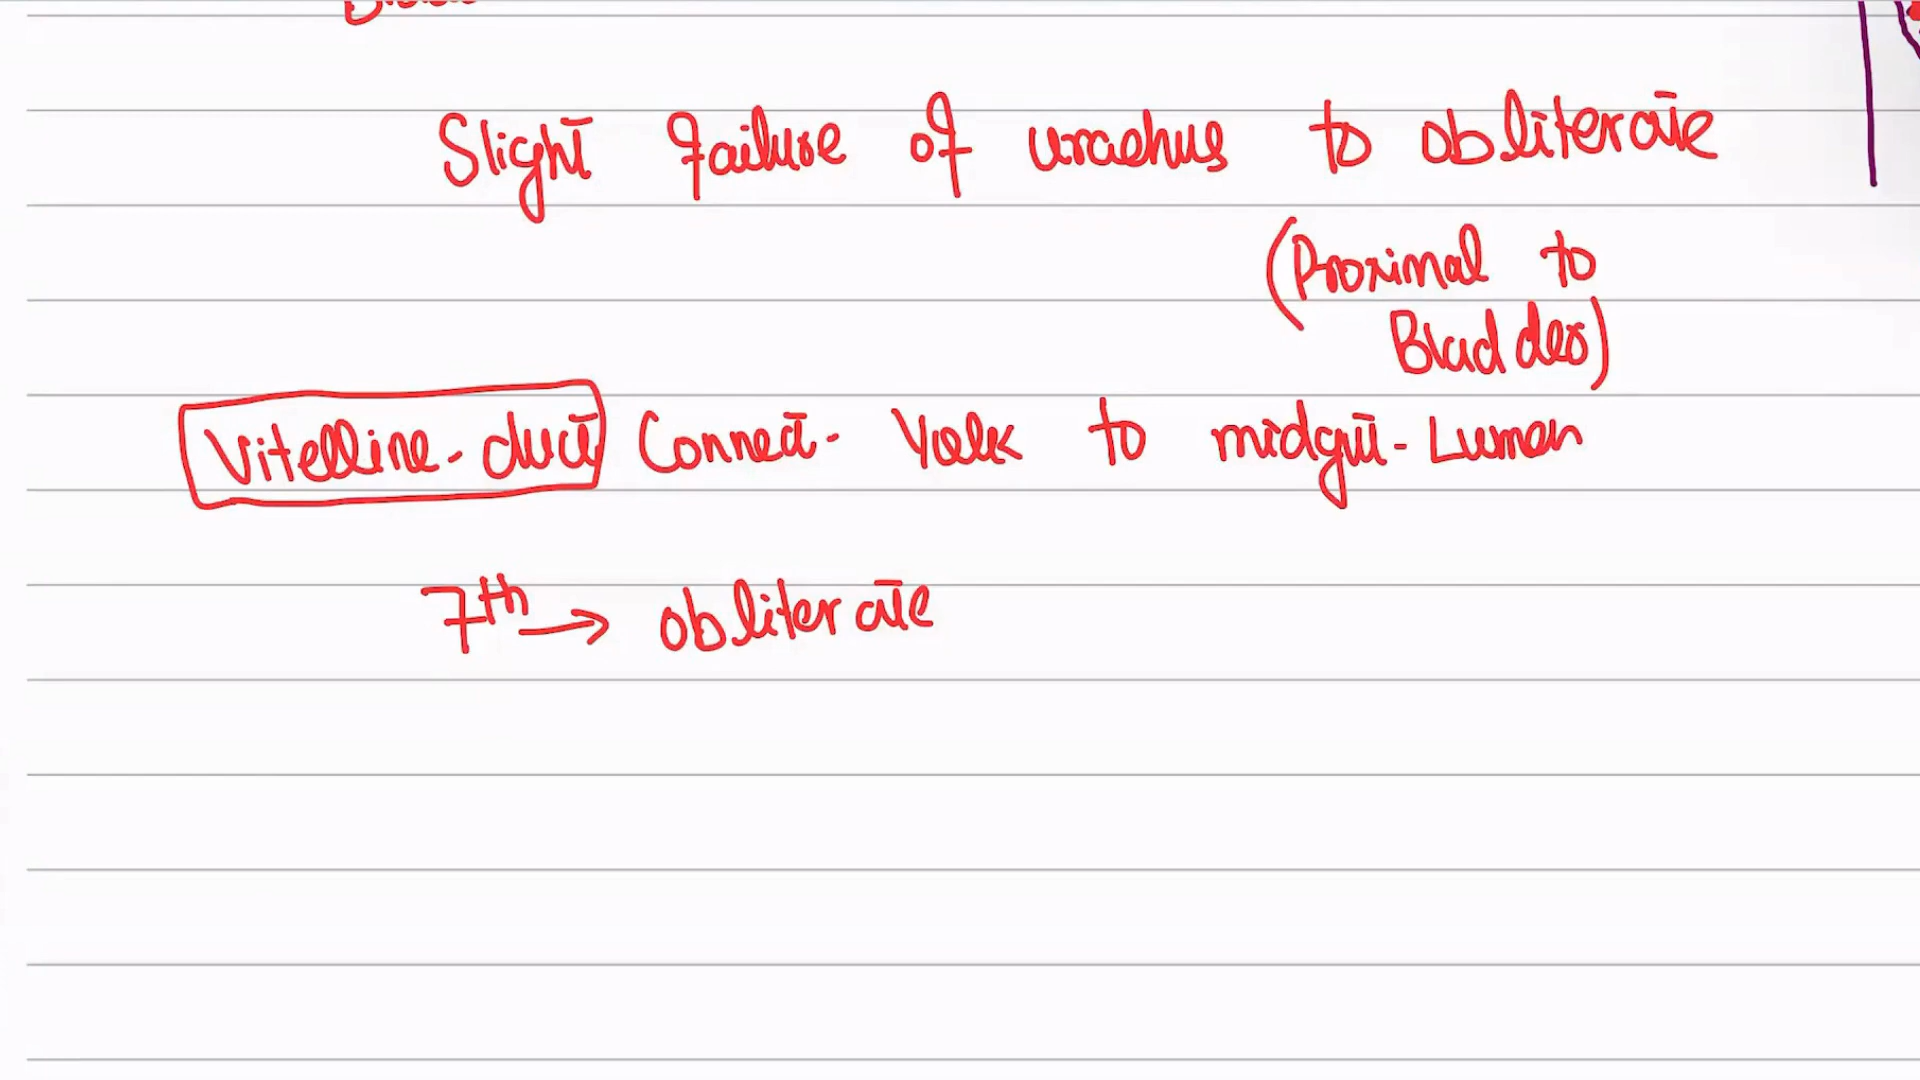 Slight failure of urachus to obliterate
(Proximal to
Bladder)
Vitelline-duct Connect- Yolk to midgut-Lumen
7th → obliterate